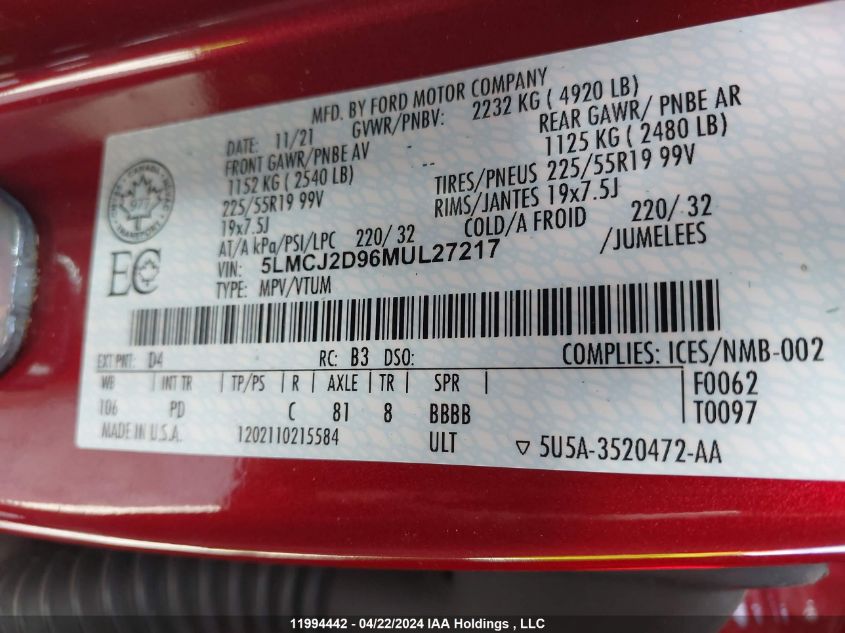 MFD. BY FORD MOTOR COMPANY
DATE: 11/21 GVWR/PNBV: 2232 KG ( 4920 LB)
FRONT GAWR/PNBE AV -- REAR GAWR/ PNBE AR
1152 KG ( 2540 LB) 1125 KG ( 2480 LB)
225/55R19 99V TIRES/PNEUS 225/55R19 99V
19x7.5J RIMS/JANTES 19x7.5J
AT/A kPa/PSI/LPC 220/ 32 COLD/A FROID 220/ 32
VIN: 5LMCJ2D96MUL27217 /JUMELEES
TYPE: MPV/VTUM
CANADA
977
TRANSPORT
EC
EXT PNT: D4 RC: B3 DSO: COMPLIES: ICES/NMB-002
WB INT TR TP/PS R AXLE TR SPR F0062
106 PD C 81 8 BBBB T0097
MADE IN U.S.A. 1202110215584 ULT ▽ 5U5A-3520472-AA
11994442 - 04/22/2024 IAA Holdings , LLC